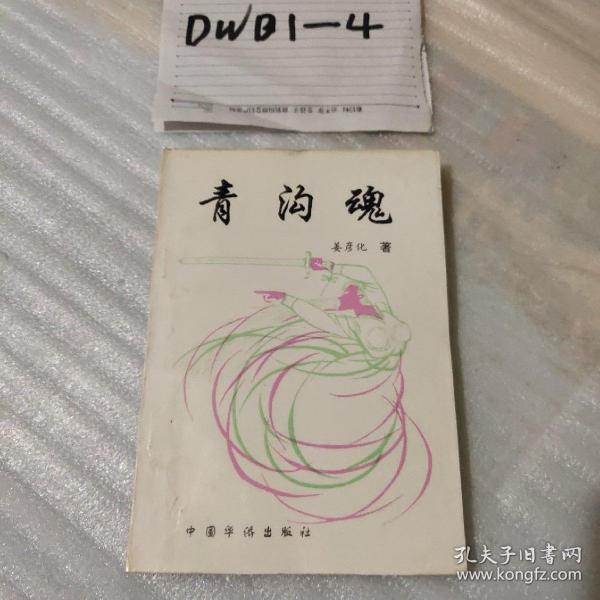 DWB1—4
青沟魂
姜彦化 著
中国华侨出版社
孔夫子旧书网
www.kongfz.com